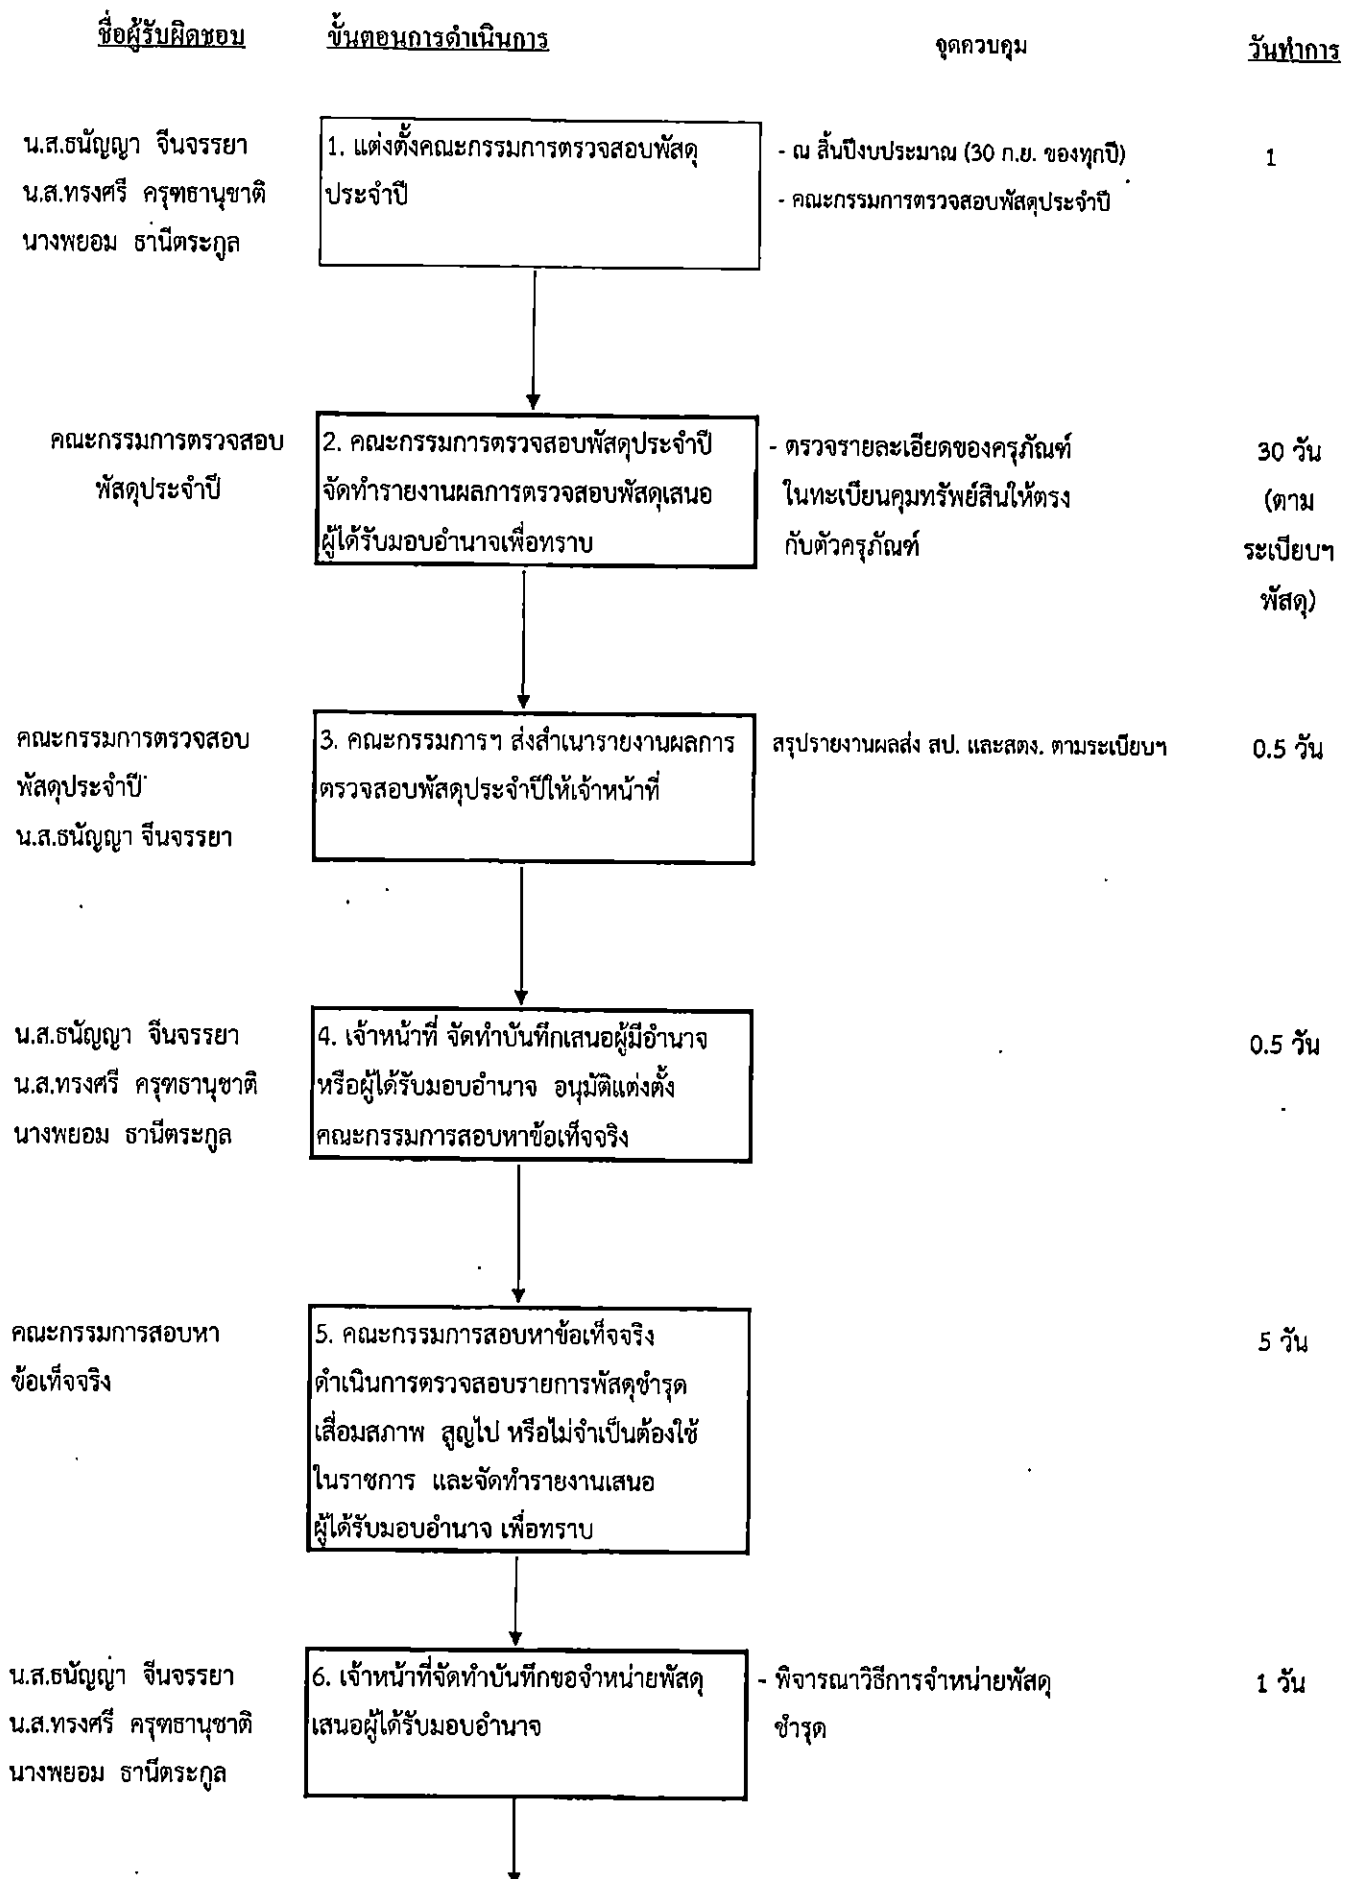 ชื่อผู้รับผิดชอม ขั้นตอนการดำเนินการ จุดควบคุม วันทำการ
น.ส.ธนัญญา จีนจรรยา 1. แต่งตั้งคณะกรรมการตรวจสอบพัสดุ - ณ สิ้นปีงบประมาณ (30 ก.ย. ของทุกปี) 1
น.ส.ทรงศรี ครุฑธานุชาติ ประจำปี - คณะกรรมการตรวจสอบพัสดุประจำปี
นางพยอม ธานีตระกูล
คณะกรรมการตรวจสอบ 2. คณะกรรมการตรวจสอบพัสดุประจำปี - ตรวจรายละเอียดของครุภัณฑ์ 30 วัน
พัสดุประจำปี จัดทำรายงานผลการตรวจสอบพัสดุเสนอ ในทะเบียนคุมทรัพย์สินให้ตรง (ตาม
ผู้ได้รับมอบอำนาจเพื่อทราบ กับตัวครุภัณฑ์ ระเบียบฯ
พัสดุ)
คณะกรรมการตรวจสอบ 3. คณะกรรมการฯ ส่งสำเนารายงานผลการ สรุปรายงานผลส่ง สป. และสตง. ตามระเบียบฯ 0.5 วัน
พัสดุประจำปี ตรวจสอบพัสดุประจำปีให้เจ้าหน้าที่
น.ส.ธนัญญา จีนจรรยา
น.ส.ธนัญญา จีนจรรยา 4. เจ้าหน้าที่ จัดทำบันทึกเสนอผู้มีอำนาจ 0.5 วัน
น.ส.ทรงศรี ครุฑธานุชาติ หรือผู้ได้รับมอบอำนาจ อนุมัติแต่งตั้ง
นางพยอม ธานีตระกูล คณะกรรมการสอบหาข้อเท็จจริง
คณะกรรมการสอบหา 5. คณะกรรมการสอบหาข้อเท็จจริง 5 วัน
ข้อเท็จจริง ดำเนินการตรวจสอบรายการพัสดุชำรุด
เสื่อมสภาพ สูญไป หรือไม่จำเป็นต้องใช้
ในราชการ และจัดทำรายงานเสนอ
ผู้ได้รับมอบอำนาจ เพื่อทราบ
น.ส.ธนัญญา จีนจรรยา 6. เจ้าหน้าที่จัดทำบันทึกขอจำหน่ายพัสดุ - พิจารณาวิธีการจำหน่ายพัสดุ 1 วัน
น.ส.ทรงศรี ครุฑธานุชาติ เสนอผู้ได้รับมอบอำนาจ ชำรุด
นางพยอม ธานีตระกูล